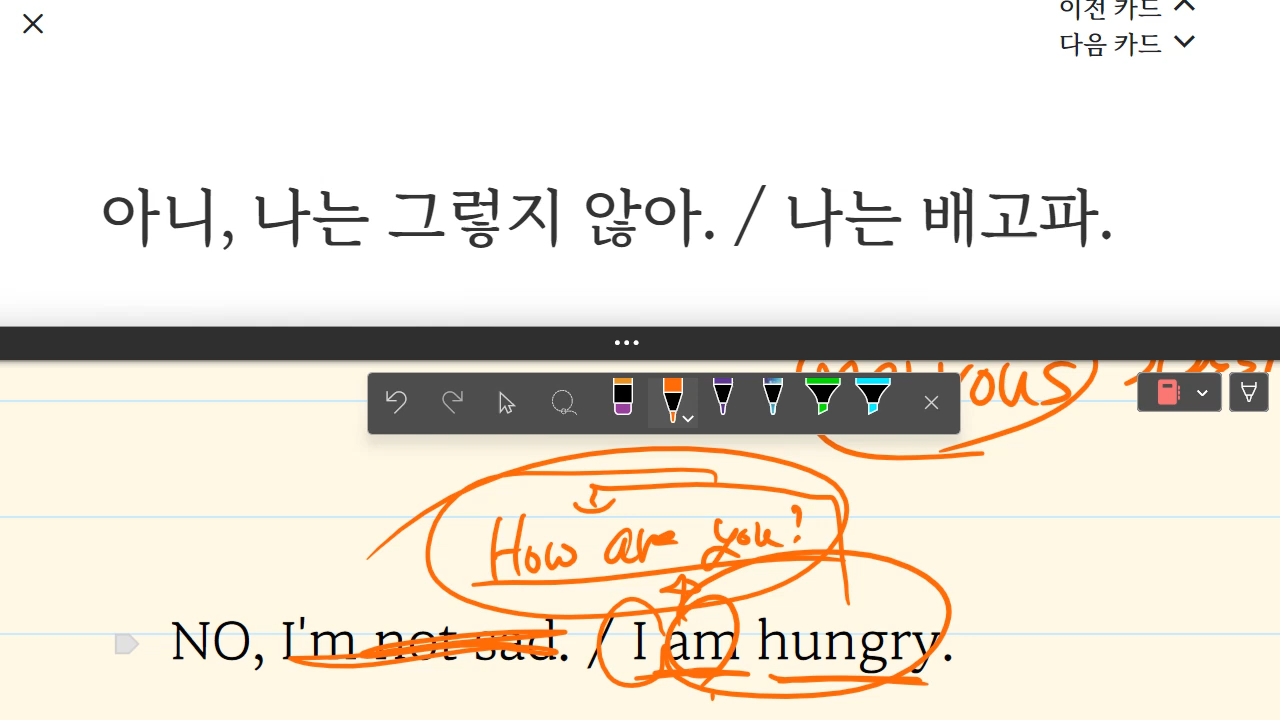 이전 카드
다음 카드
아니, 나는 그렇지 않아. / 나는 배고파.
How are you?
NO, I'm not sad. / I am hungry.